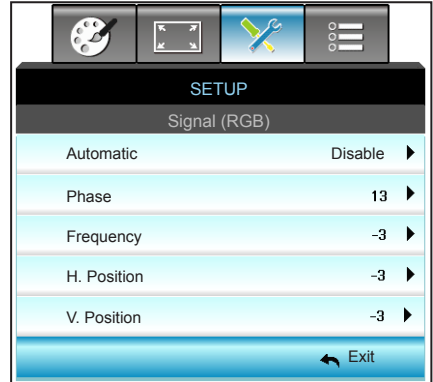 SETUP
Signal (RGB)
Automatic Disable
Phase 13
Frequency -3
H. Position -3
V. Position -3
Exit